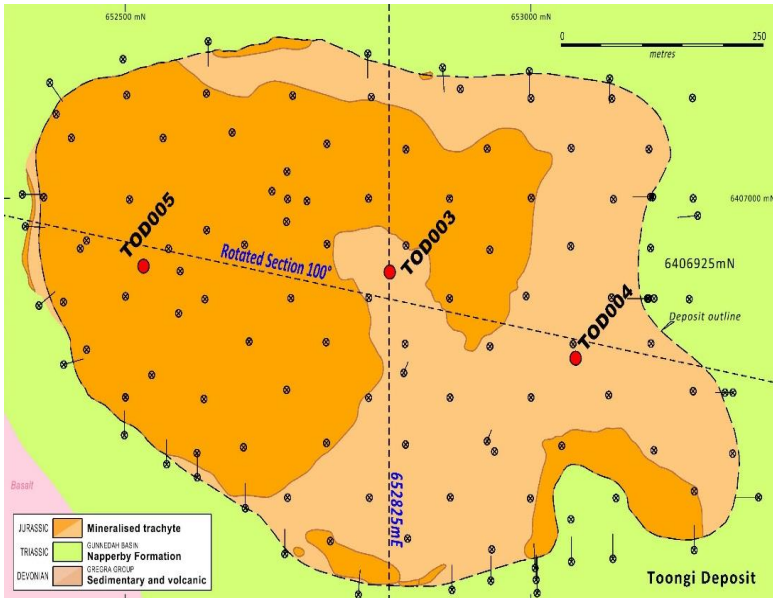 652500 mN
653000 mN
0
250
metres
6407000 mN
TOD005
TOD003
Rotated Section 100°
6406925mN
TOD004
Deposit outline
652825mE
Basalt
JURASSIC
Mineralised trachyte
TRIASSIC
GUNNEDAH BASIN
Napperby Formation
DEVONIAN
GREGRA GROUP
Sedimentary and volcanic
Toongi Deposit